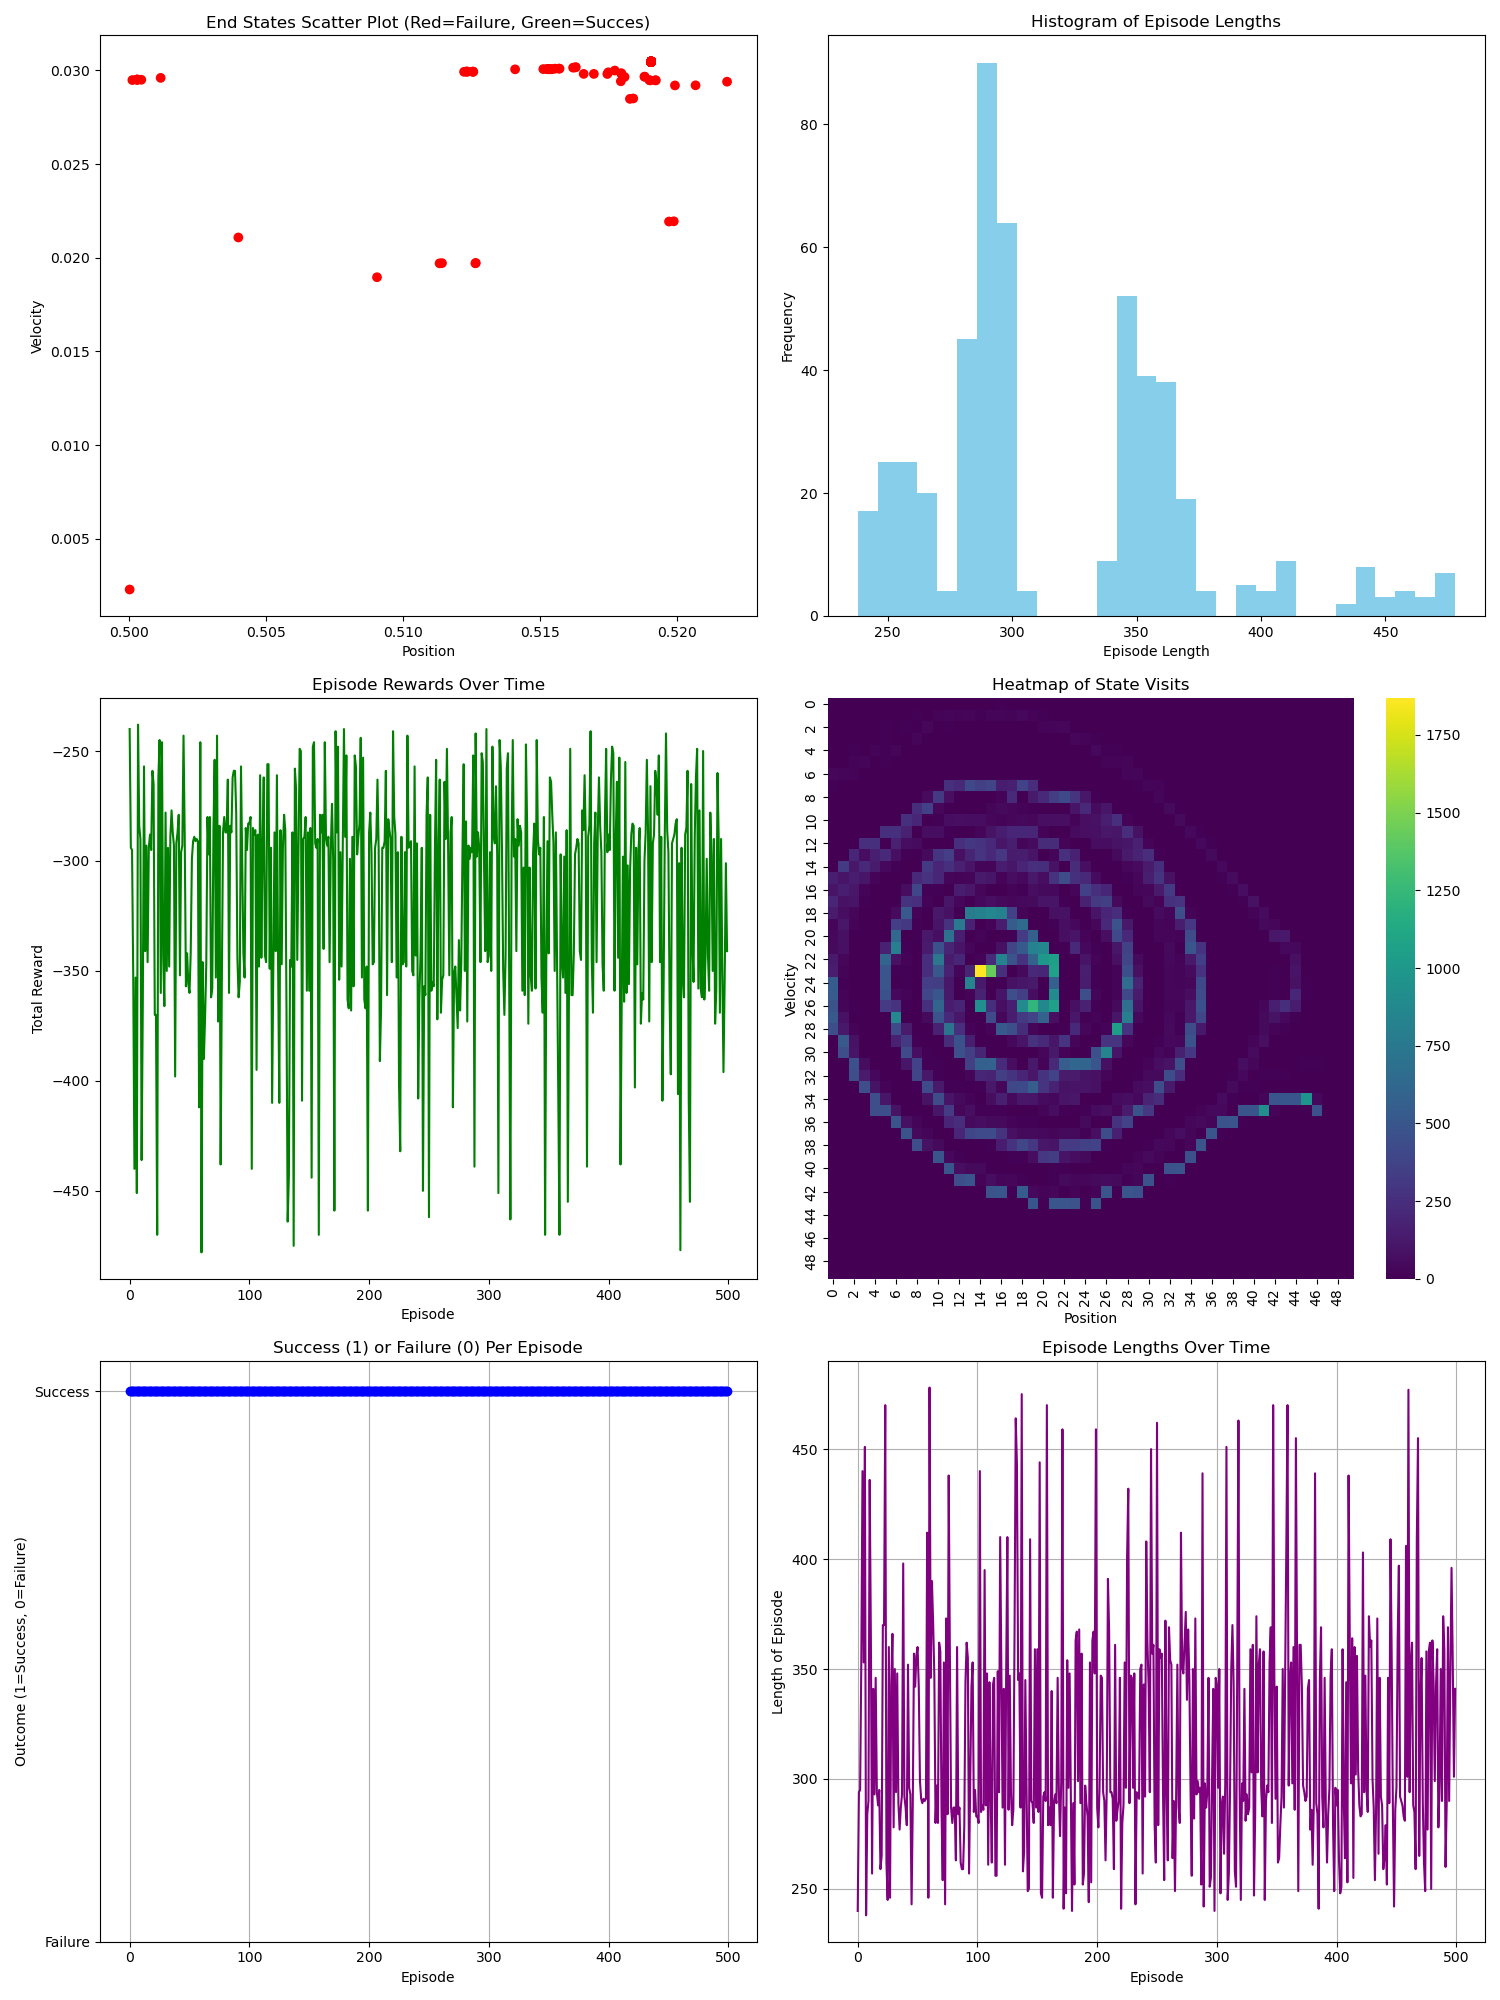 End States Scatter Plot (Red=Failure, Green=Succes)
0.030
0.025
0.020
0.015
0.010
0.005
Velocity
0.500 0.505 0.510 0.515 0.520
Position
Histogram of Episode Lengths
80
60
40
20
0
Frequency
250 300 350 400 450
Episode Length
Episode Rewards Over Time
−250
−300
−350
−400
−450
Total Reward
0 100 200 300 400 500
Episode
Heatmap of State Visits
0
2
4
6
8
10
12
14
16
18
20
22
24
26
28
30
32
34
36
38
40
42
44
46
48
Velocity
0 2 4 6 8 10 12 14 16 18 20 22 24 26 28 30 32 34 36 38 40 42 44 46 48
Position
1750
1500
1250
1000
750
500
250
0
Success (1) or Failure (0) Per Episode
Success
Failure
Outcome (1=Success, 0=Failure)
0 100 200 300 400 500
Episode
Episode Lengths Over Time
450
400
350
300
250
Length of Episode
0 100 200 300 400 500
Episode